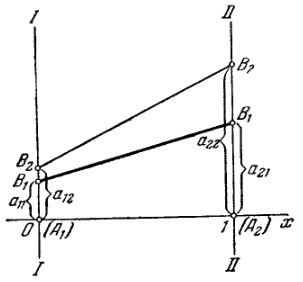 I II
B₂
B₁
a₂₂
B₂
B₁
a₁₂
a₁₁
a₂₁
0 (A₁) 1 (A₂) x
I II